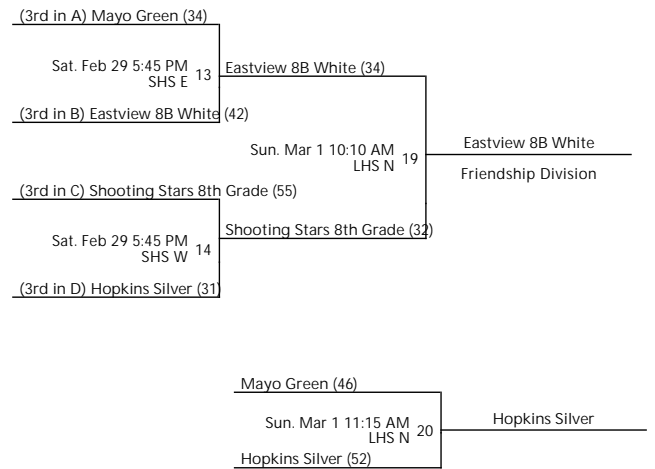 (3rd in A) Mayo Green (34)
Sat. Feb 29 5:45 PM
SHS E
13
Eastview 8B White (34)
(3rd in B) Eastview 8B White (42)
Sun. Mar 1 10:10 AM
LHS N
19
Eastview 8B White
Friendship Division
(3rd in C) Shooting Stars 8th Grade (55)
Sat. Feb 29 5:45 PM
SHS W
14
Shooting Stars 8th Grade (32)
(3rd in D) Hopkins Silver (31)
Mayo Green (46)
Sun. Mar 1 11:15 AM
LHS N
20
Hopkins Silver
Hopkins Silver (52)